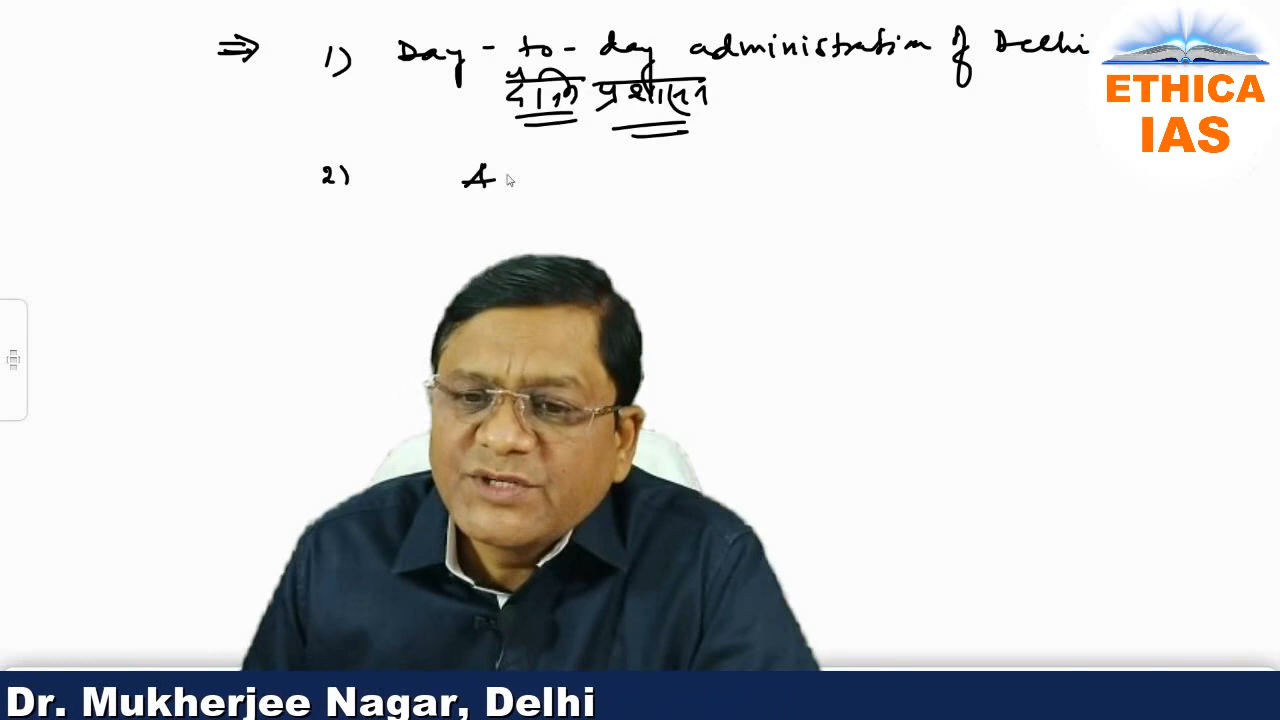 ⇒ 1) Day - to - day administration of Delhi
प्रशासन
2) A
ETHICA
IAS
Dr. Mukherjee Nagar, Delhi